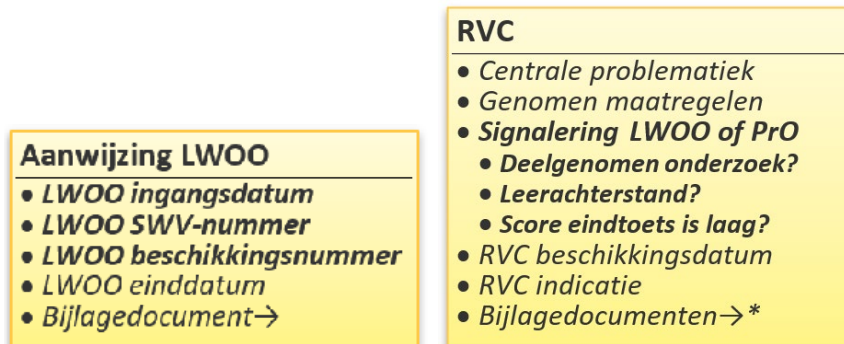 Aanwijzing LWOO
• LWOO ingangsdatum
• LWOO SWV-nummer
• LWOO beschikkingsnummer
• LWOO einddatum
• Bijlagedocument→
RVC
• Centrale problematiek
• Genomen maatregelen
• Signalering LWOO of PrO
• Deelgenomen onderzoek?
• Leerachterstand?
• Score eindtoets is laag?
• RVC beschikkingsdatum
• RVC indicatie
• Bijlagedocumenten→*